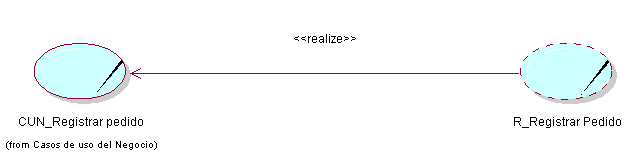 <<realize>>
CUN_Registrar pedido
R_Registrar Pedido
(from Casos de uso del Negocio)